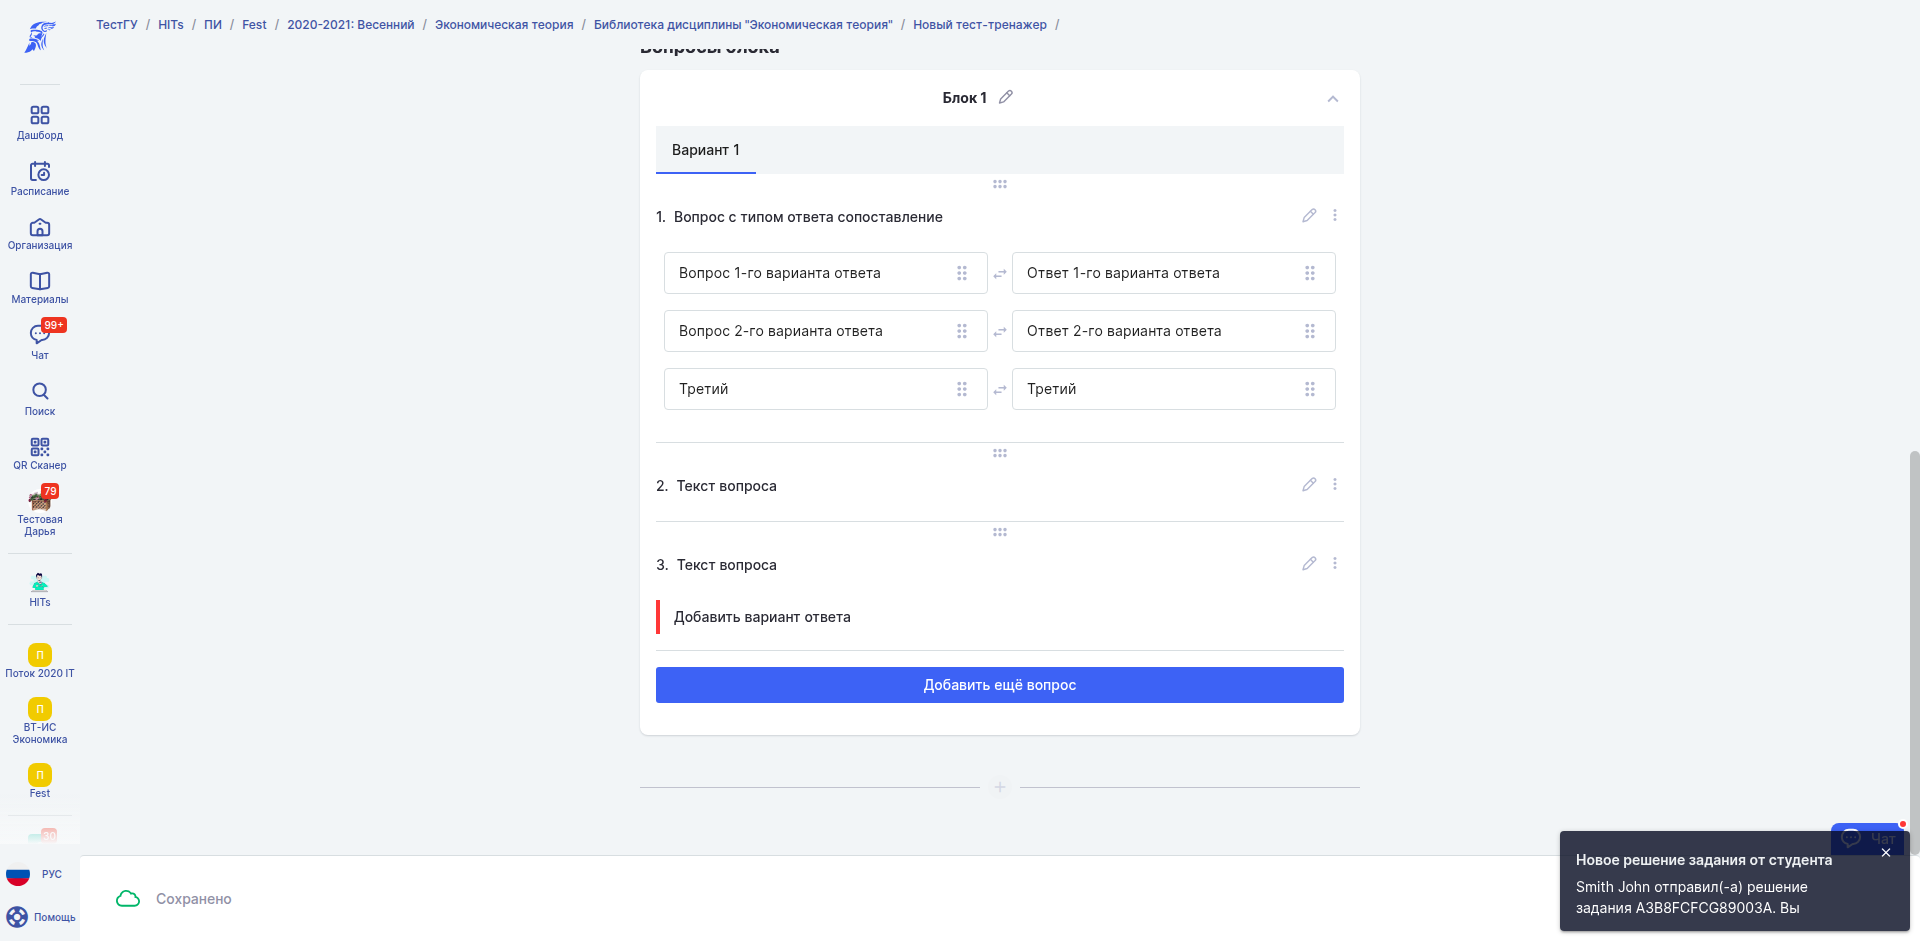 ТестГУ / HITs / ПИ / Fest / 2020-2021: Весенний / Экономическая теория / Библиотека дисциплины "Экономическая теория" / Новый тест-тренажер /
Дашборд
Расписание
Организация
Материалы
99+
Чат
Поиск
QR Сканер
79
Тестовая
Дарья
HITs
П
Поток 2020 IT
П
ВТ-ИС
Экономика
П
Fest
30
РУС
Помощь
Вопросы блока
Блок 1
Вариант 1
1. Вопрос с типом ответа сопоставление
Вопрос 1-го варианта ответа
Ответ 1-го варианта ответа
Вопрос 2-го варианта ответа
Ответ 2-го варианта ответа
Третий
Третий
2. Текст вопроса
3. Текст вопроса
Добавить вариант ответа
Добавить ещё вопрос
Сохранено
Чат
Новое решение задания от студента
Smith John отправил(-а) решение
задания A3B8FCFCG89003A. Вы